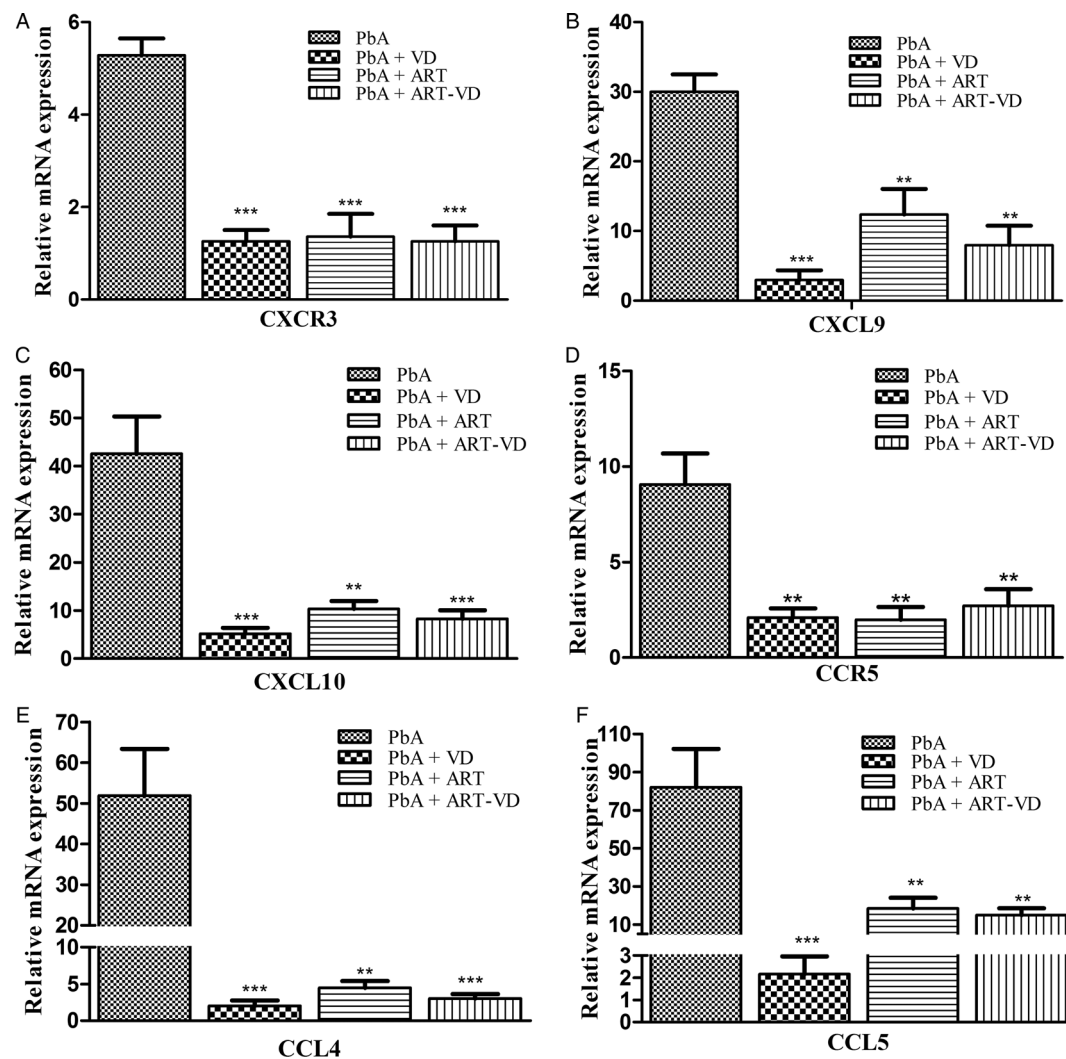 A
Relative mRNA expression
6
4
2
0
PbA
PbA + VD
PbA + ART
PbA + ART-VD
***
***
***
CXCR3
B
Relative mRNA expression
40
30
20
10
0
PbA
PbA + VD
PbA + ART
PbA + ART-VD
***
**
**
CXCL9
C
Relative mRNA expression
60
50
40
30
20
10
0
PbA
PbA + VD
PbA + ART
PbA + ART-VD
***
**
***
CXCL10
D
Relative mRNA expression
15
10
5
0
PbA
PbA + VD
PbA + ART
PbA + ART-VD
**
**
**
CCR5
E
Relative mRNA expression
70
60
50
40
30
20
10
5
0
PbA
PbA + VD
PbA + ART
PbA + ART-VD
***
**
***
CCL4
F
Relative mRNA expression
110
90
70
50
30
10
3
2
1
0
PbA
PbA + VD
PbA + ART
PbA + ART-VD
***
**
**
CCL5